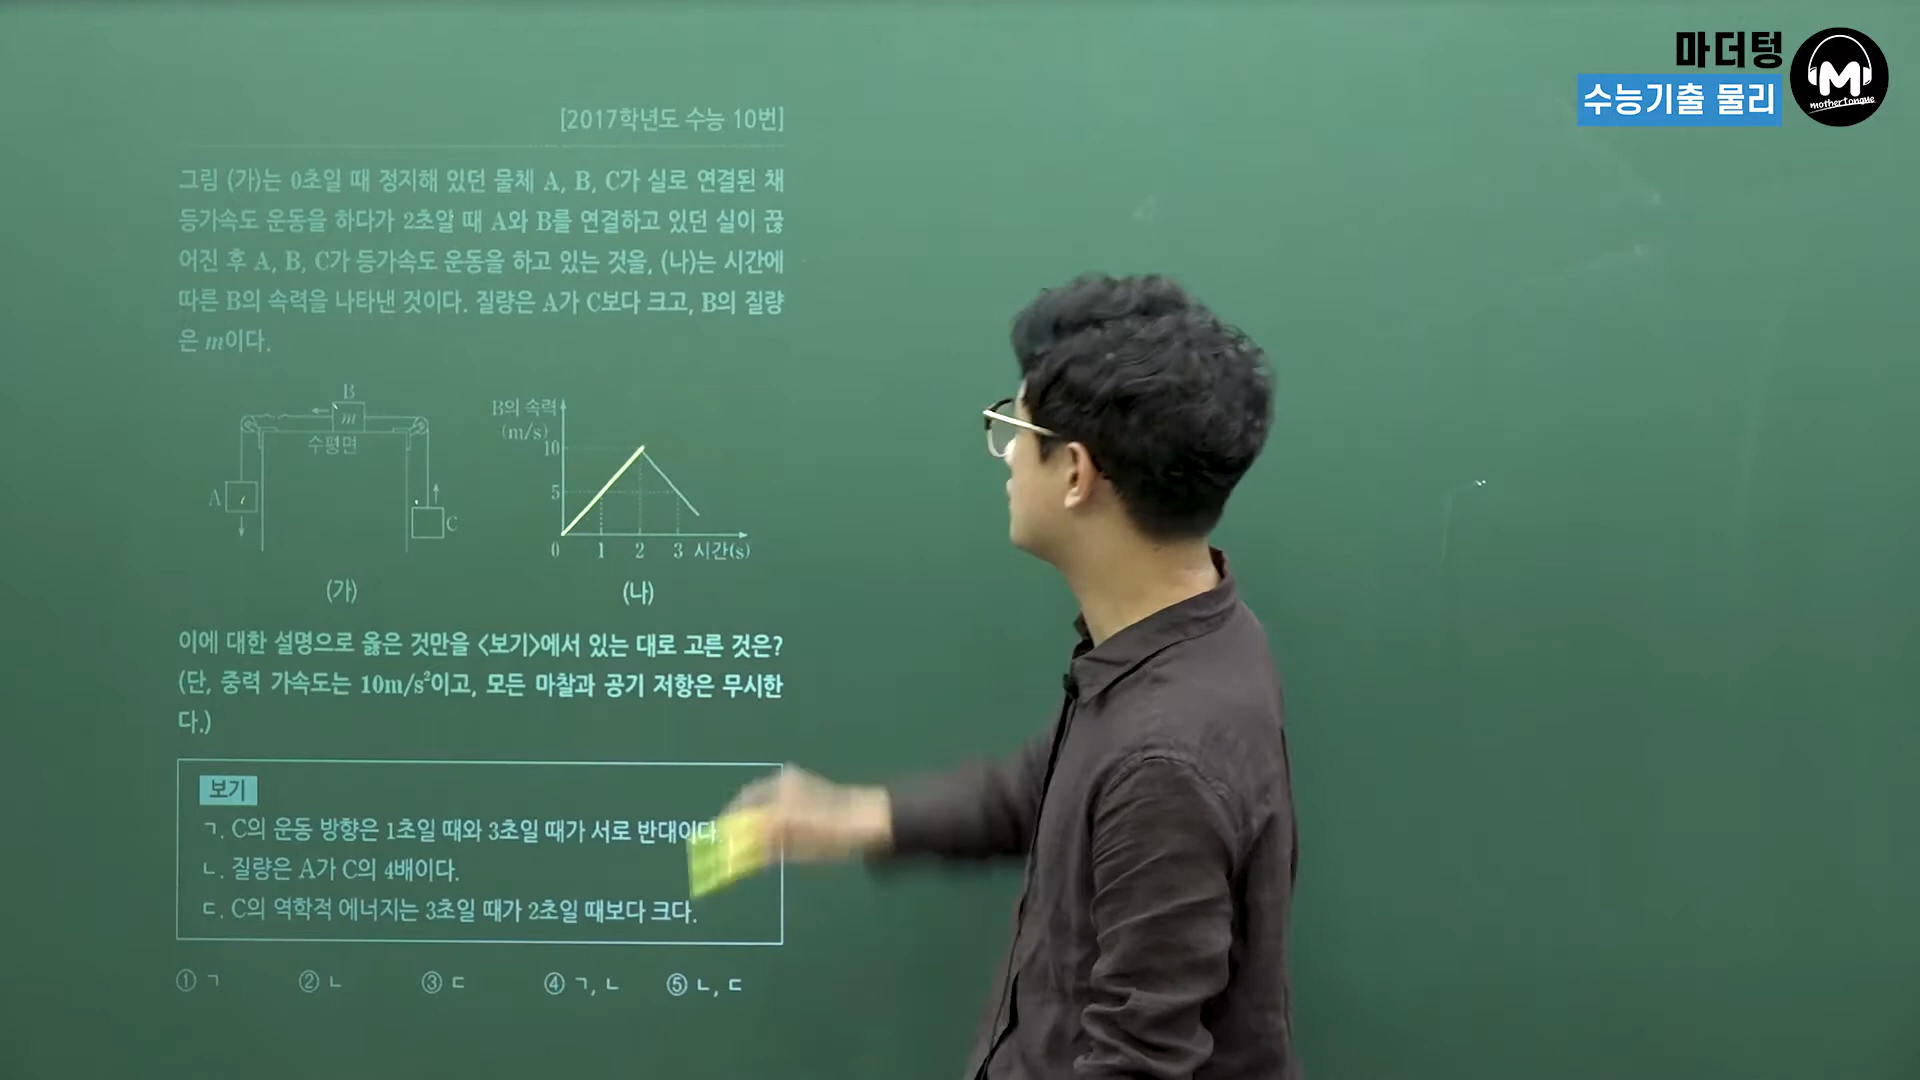 마더텅
수능기출 물리
M
mothertongue
[2017학년도 수능 10번]
그림 (가)는 0초일 때 정지해 있던 물체 A, B, C가 실로 연결된 채
등가속도 운동을 하다가 2초일 때 A와 B를 연결하고 있던 실이 끊
어진 후 A, B, C가 등가속도 운동을 하고 있는 것을, (나)는 시간에
따른 B의 속력을 나타낸 것이다. 질량은 A가 C보다 크고, B의 질량
은 m이다.
B
m
수평면
A
C
(가)
B의 속력
(m/s)
10
5
0 1 2 3 시간(s)
(나)
이에 대한 설명으로 옳은 것만을 <보기>에서 있는 대로 고른 것은?
(단, 중력 가속도는 10m/s²이고, 모든 마찰과 공기 저항은 무시한
다.)
보기
ㄱ. C의 운동 방향은 1초일 때와 3초일 때가 서로 반대이다.
ㄴ. 질량은 A가 C의 4배이다.
ㄷ. C의 역학적 에너지는 3초일 때가 2초일 때보다 크다.
① ㄱ ② ㄴ ③ ㄷ ④ ㄱ, ㄴ ⑤ ㄴ, ㄷ